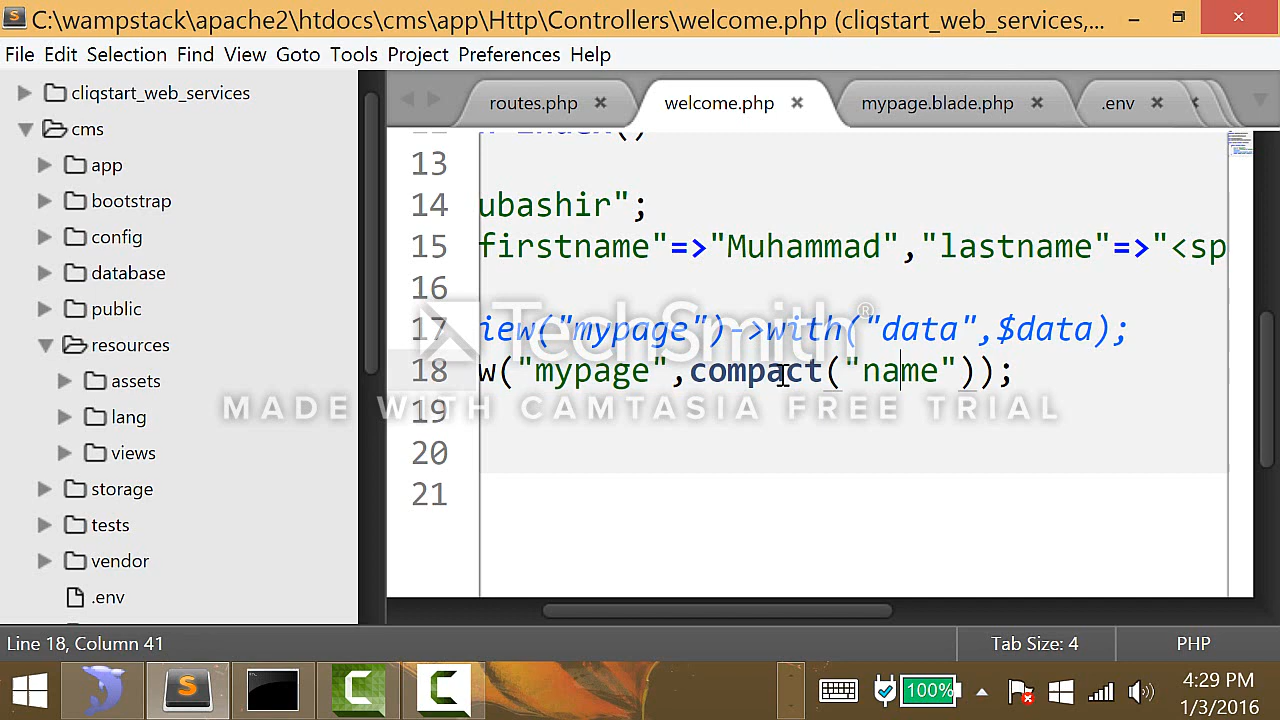 C:\wampstack\apache2\htdocs\cms\app\Http\Controllers\welcome.php (cliqstart_web_services,...
File Edit Selection Find View Goto Tools Project Preferences Help
cliqstart_web_services
cms
app
bootstrap
config
database
public
resources
assets
lang
views
storage
tests
vendor
.env
routes.php welcome.php mypage.blade.php .env
13
14 ubashir";
15 firstname"=>"Muhammad","lastname"=>"<sp
16
17 iew("mypage")->with("data",$data);
18 w("mypage",compact("name"));
19
20
21
TechSmith®
MADE WITH CAMTASIA FREE TRIAL
Line 18, Column 41 Tab Size: 4 PHP
100%
4:29 PM
1/3/2016